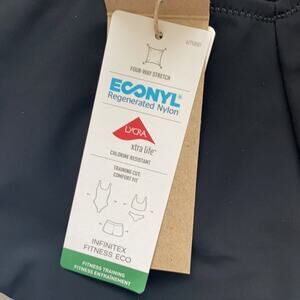 FOUR-WAY STRETCH
ECONYL®
Regenerated Nylon
LYCRA
xtra life™
CHLORINE RESISTANT
TRAINING CUT:
COMFORT FIT
INFINITEX
FITNESS ECO
FITNESS TRAINING
FITNESS ENTRAÎNEMENT